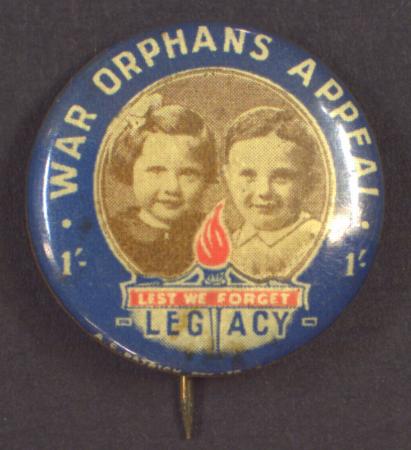 · WAR ORPHANS APPEAL ·
1'- 1'-
LEST WE FORGET
- LEGACY -